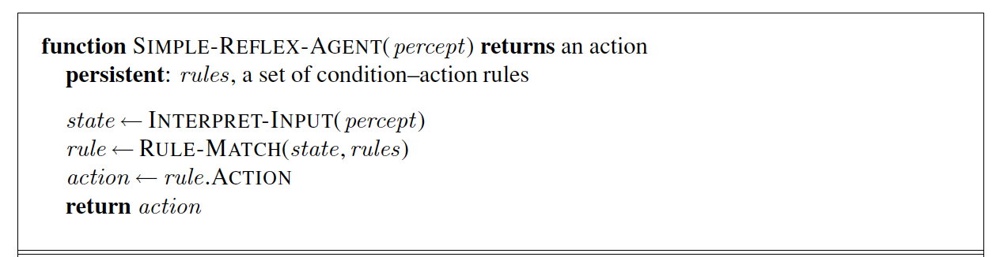 function SIMPLE-REFLEX-AGENT(percept) returns an action
persistent: rules, a set of condition–action rules
state ← INTERPRET-INPUT(percept)
rule ← RULE-MATCH(state, rules)
action ← rule.ACTION
return action